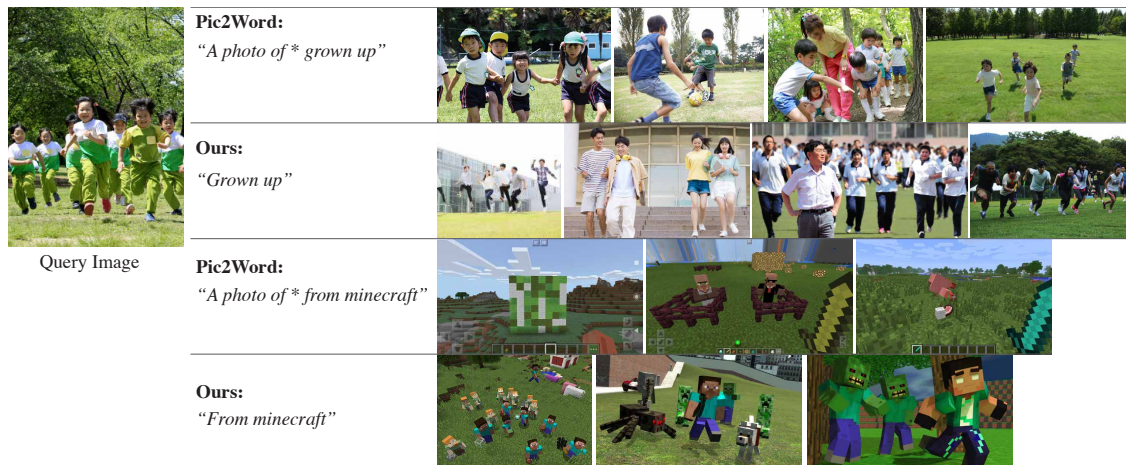 Pic2Word:
“A photo of * grown up”
Ours:
“Grown up”
Query Image
Pic2Word:
“A photo of * from minecraft”
Ours:
“From minecraft”